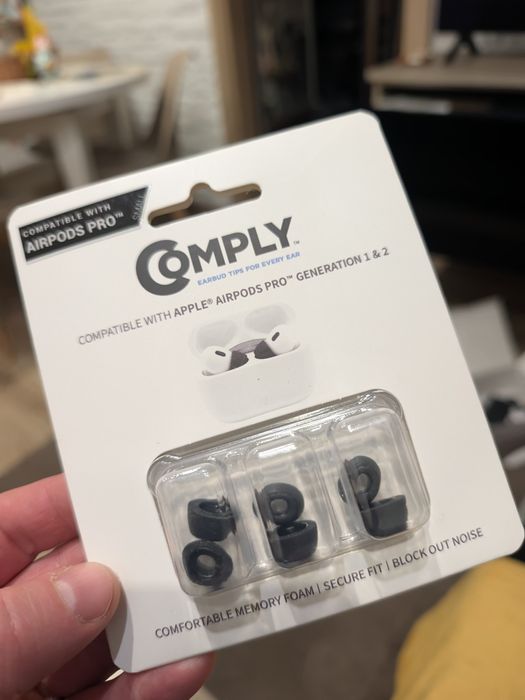 COMPATIBLE WITH
AIRPODS PRO™
SMALL
COMPLY™
EARBUD TIPS FOR EVERY EAR
COMPATIBLE WITH APPLE® AIRPODS PRO™ GENERATION 1 & 2
COMFORTABLE MEMORY FOAM | SECURE FIT | BLOCK OUT NOISE